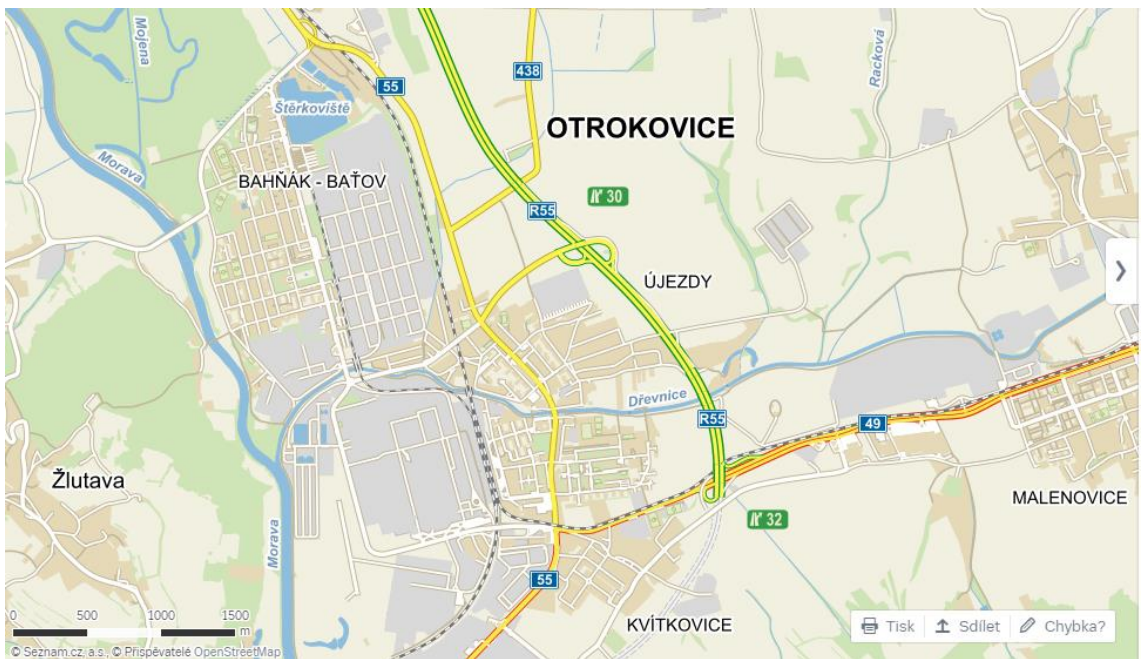 Mojena
Racková
438
55
Štěrkoviště
OTROKOVICE
Morava
BAHŇÁK - BAŤOV
30
R55
ÚJEZDY
Dřevnice
R55
49
Žlutava
MALENOVICE
32
Morava
55
KVÍTKOVICE
0 500 1000 1500
m
Tisk Sdílet Chybka?
© Seznam.cz, a.s., © Přispěvatelé OpenStreetMap